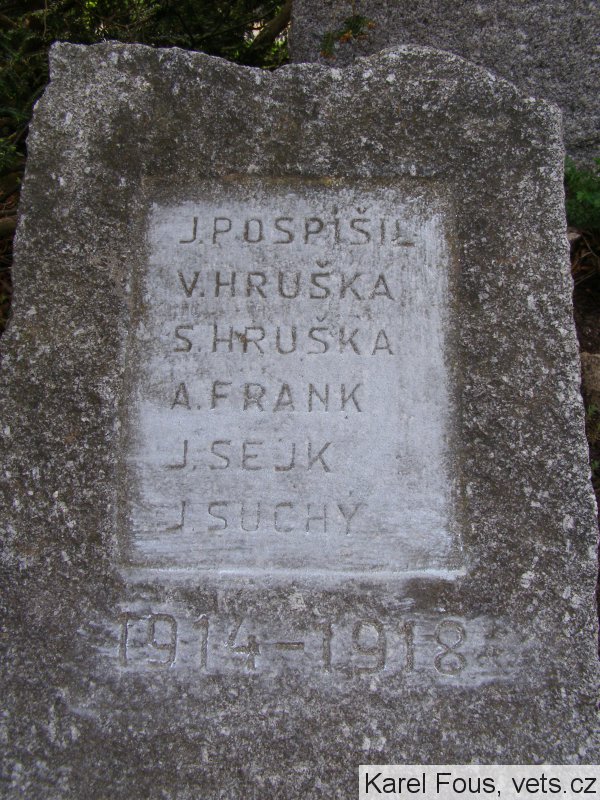 J. POSPÍŠIL
V. HRUŠKA
S. HRUŠKA
A. FRANK
J. SEJK
J. SUCHÝ
1914-1918
Karel Fous, vets.cz